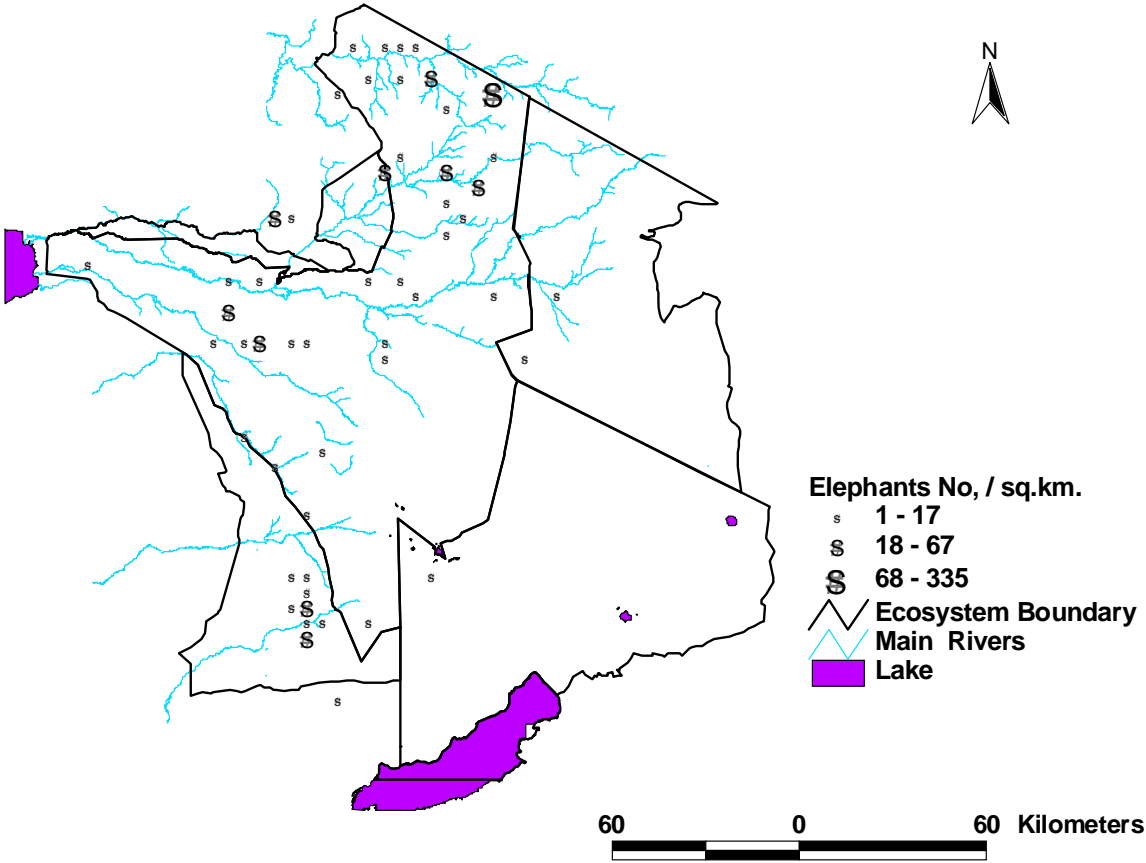 N
Elephants No, / sq.km.
1 - 17
18 - 67
68 - 335
Ecosystem Boundary
Main Rivers
Lake
60 0 60 Kilometers